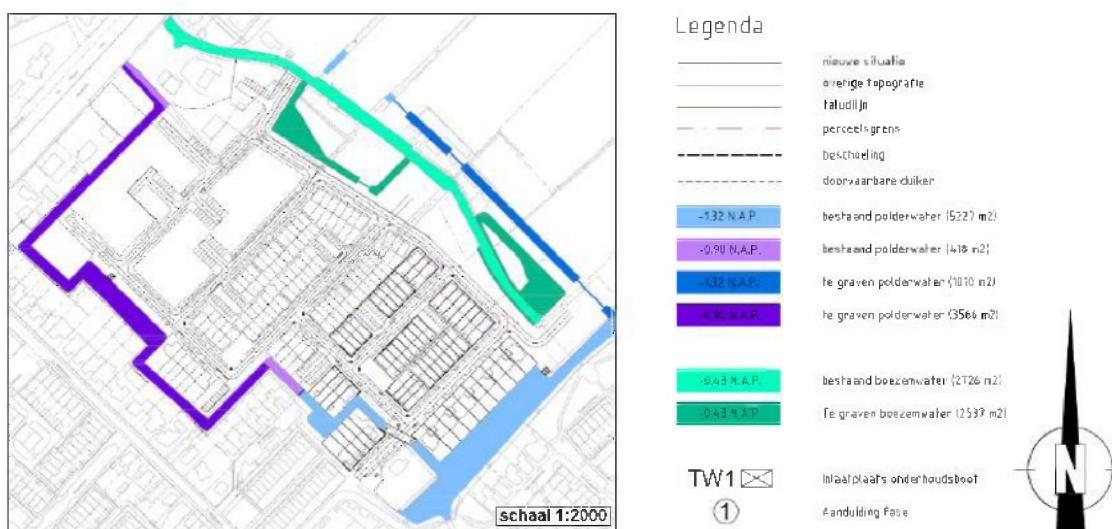 Legenda
nieuwe situatie
overige topografie
taludlijn
perceelsgrens
beschoeiing
doorvaarbare duiker
-1.32 N.A.P. bestaand polderwater (5227 m2)
-0.90 N.A.P. bestaand polderwater (418 m2)
-1.32 N.A.P. te graven polderwater (1010 m2)
-0.90 N.A.P. te graven polderwater (3566 m2)
-0.43 N.A.P. bestaand boezemwater (2726 m2)
-0.43 N.A.P. Te graven boezemwater (2537 m2)
TW1 Inlaatplaats onderhoudsboot
1 Aanduiding fase
N
schaal 1:2000